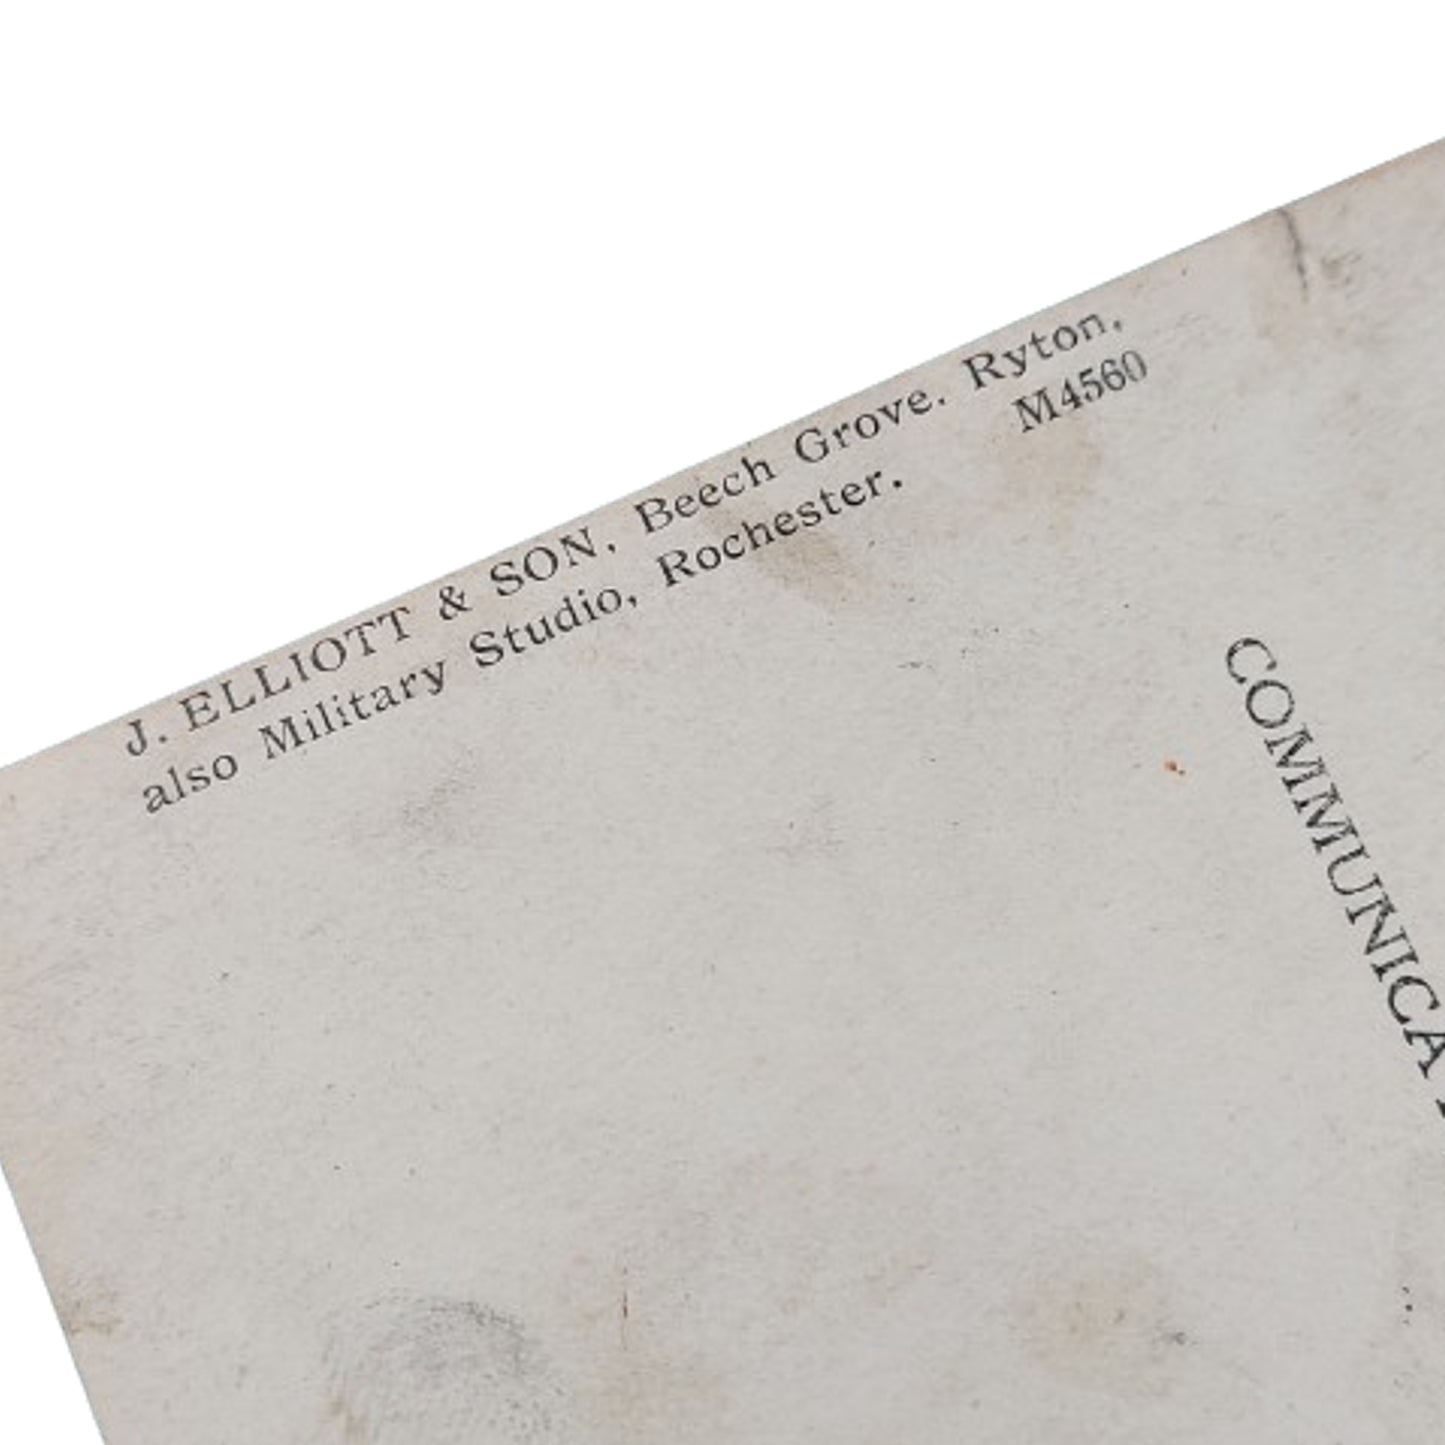 J. ELLIOTT & SON, Beech Grove. Ryton,
also Military Studio, Rochester.
M4560
COMMUNICA